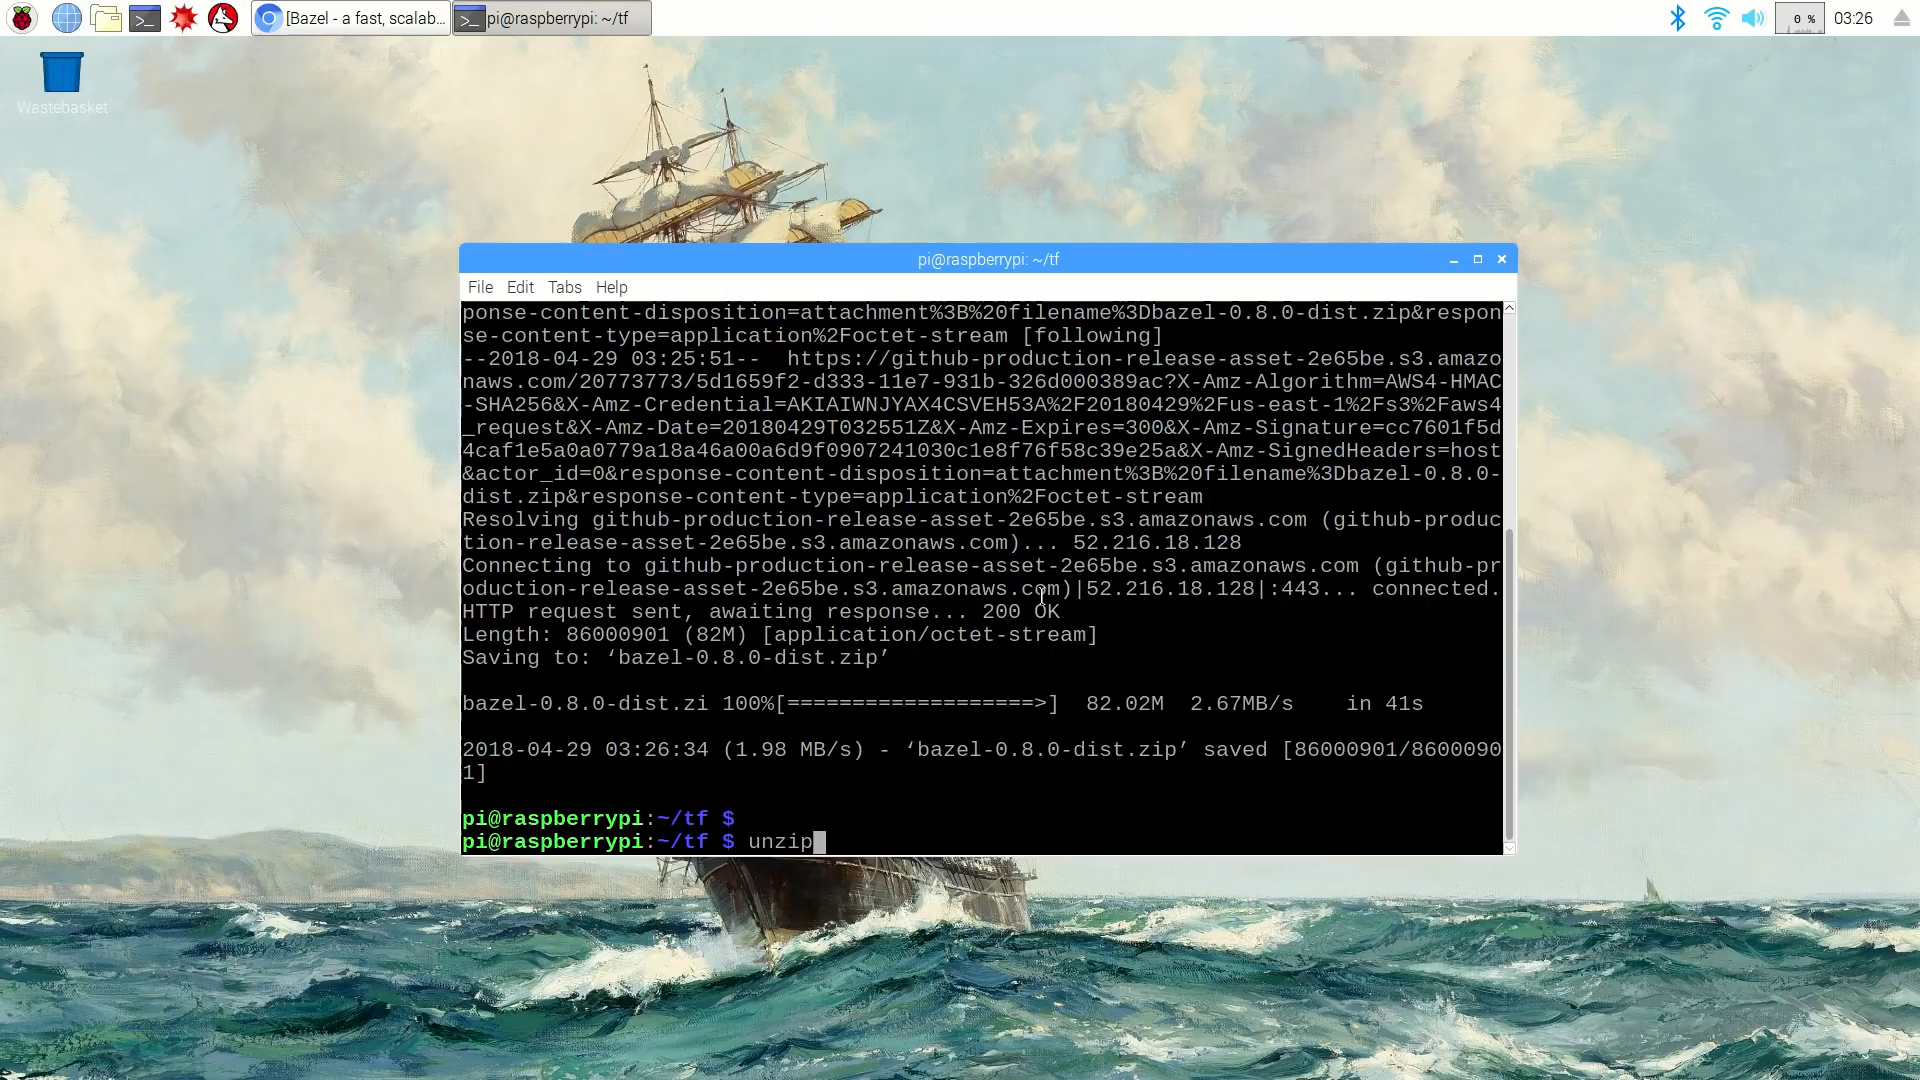 [Bazel - a fast, scalab...
pi@raspberrypi: ~/tf
0 %
03:26
Wastebasket
pi@raspberrypi: ~/tf
File Edit Tabs Help
ponse-content-disposition=attachment%3B%20filename%3Dbazel-0.8.0-dist.zip&respon
se-content-type=application%2Foctet-stream [following]
--2018-04-29 03:25:51--  https://github-production-release-asset-2e65be.s3.amazo
naws.com/20773773/5d1659f2-d333-11e7-931b-326d000389ac?X-Amz-Algorithm=AWS4-HMAC
-SHA256&X-Amz-Credential=AKIAIWNJYAX4CSVEH53A%2F20180429%2Fus-east-1%2Fs3%2Faws4
_request&X-Amz-Date=20180429T032551Z&X-Amz-Expires=300&X-Amz-Signature=cc7601f5d
4caf1e5a0a0779a18a46a00a6d9f0907241030c1e8f76f58c39e25a&X-Amz-SignedHeaders=host
&actor_id=0&response-content-disposition=attachment%3B%20filename%3Dbazel-0.8.0-
dist.zip&response-content-type=application%2Foctet-stream
Resolving github-production-release-asset-2e65be.s3.amazonaws.com (github-produc
tion-release-asset-2e65be.s3.amazonaws.com)... 52.216.18.128
Connecting to github-production-release-asset-2e65be.s3.amazonaws.com (github-pr
oduction-release-asset-2e65be.s3.amazonaws.com)|52.216.18.128|:443... connected.
HTTP request sent, awaiting response... 200 OK
Length: 86000901 (82M) [application/octet-stream]
Saving to: ‘bazel-0.8.0-dist.zip’
bazel-0.8.0-dist.zi 100%[===================>]  82.02M  2.67MB/s    in 41s
2018-04-29 03:26:34 (1.98 MB/s) - ‘bazel-0.8.0-dist.zip’ saved [86000901/8600090
1]
pi@raspberrypi:~/tf $
pi@raspberrypi:~/tf $ unzip